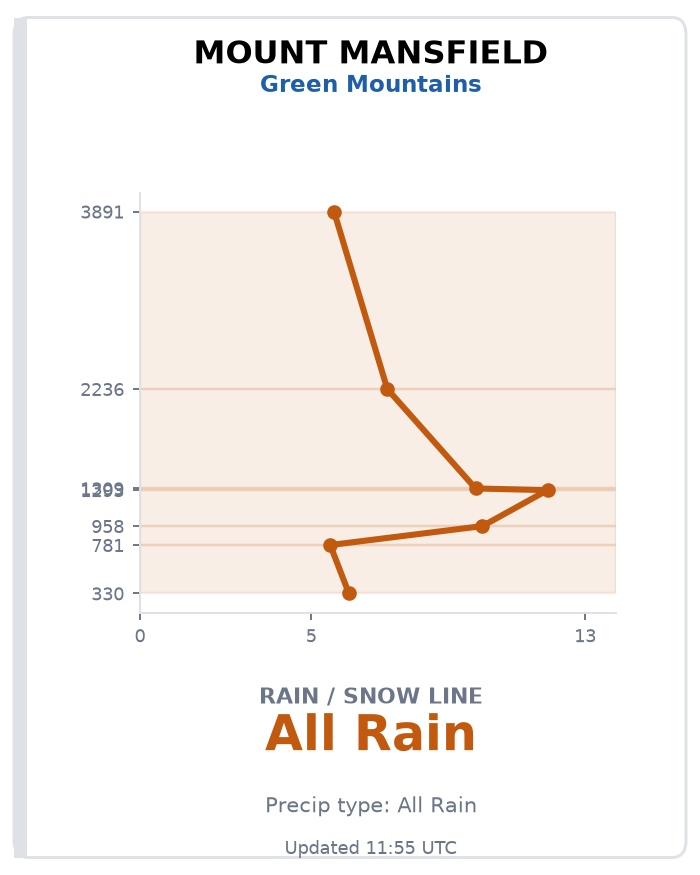 MOUNT MANSFIELD
Green Mountains
3891
2236
958
781
330
0 5 13
RAIN / SNOW LINE
All Rain
Precip type: All Rain
Updated 11:55 UTC